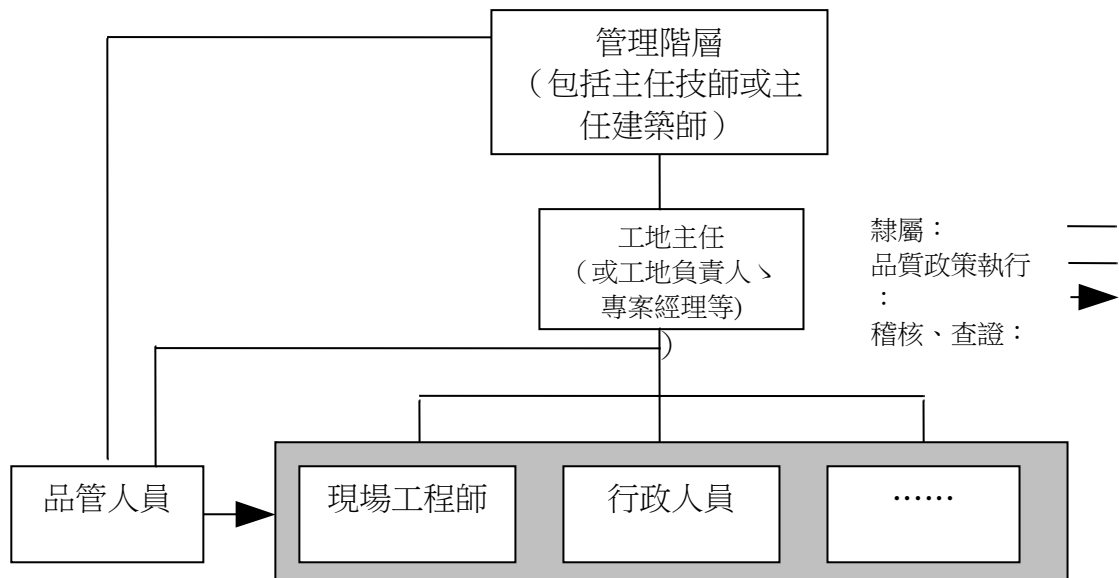 管理階層
（包括主任技師或主
任建築師）
工地主任
（或工地負責人、
專案經理等)
）
隸屬：
品質政策執行
：
稽核、查證：
品管人員
現場工程師
行政人員
······